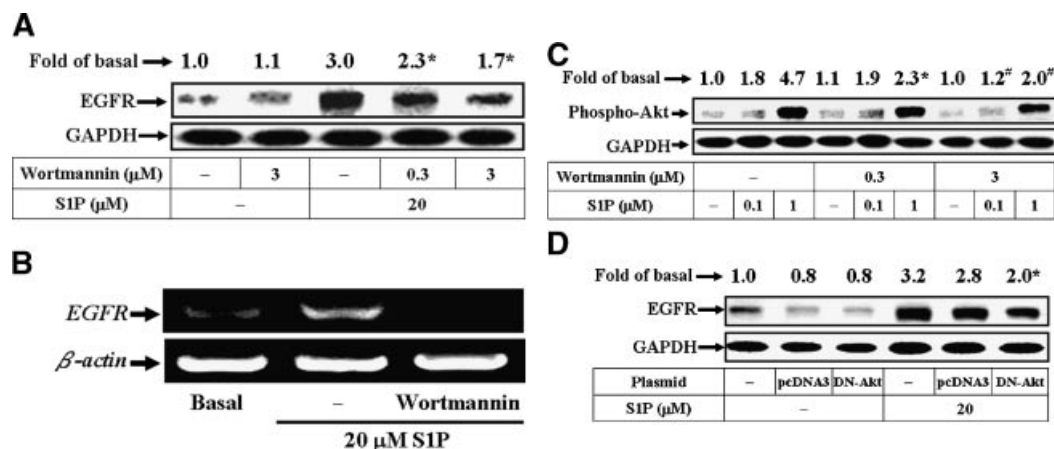 A
Fold of basal 1.0 1.1 3.0 2.3* 1.7*
EGFR
GAPDH
Wortmannin (μM) – 3 – 0.3 3
S1P (μM) – 20
B
EGFR
β-actin
Basal – Wortmannin
20 μM S1P
C
Fold of basal 1.0 1.8 4.7 1.1 1.9 2.3* 1.0 1.2# 2.0#
Phospho-Akt
GAPDH
Wortmannin (μM) – 0.3 3
S1P (μM) – 0.1 1 – 0.1 1 – 0.1 1
D
Fold of basal 1.0 0.8 0.8 3.2 2.8 2.0*
EGFR
GAPDH
Plasmid – pcDNA3 DN-Akt – pcDNA3 DN-Akt
S1P (μM) – 20